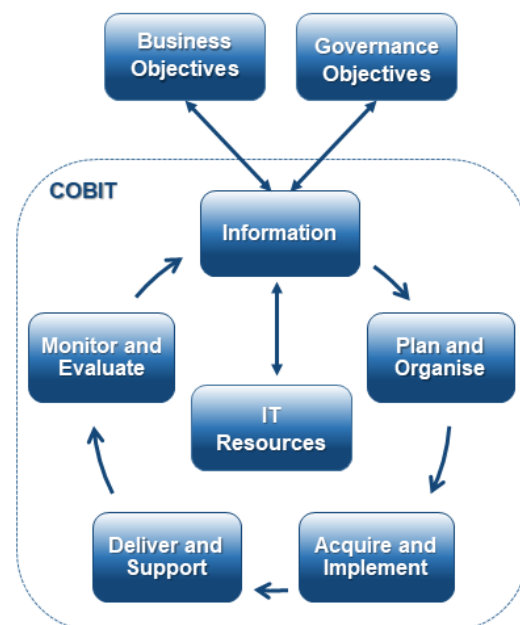 Business
Objectives
Governance
Objectives
COBIT
Information
Monitor and
Evaluate
Plan and
Organise
IT
Resources
Deliver and
Support
Acquire and
Implement